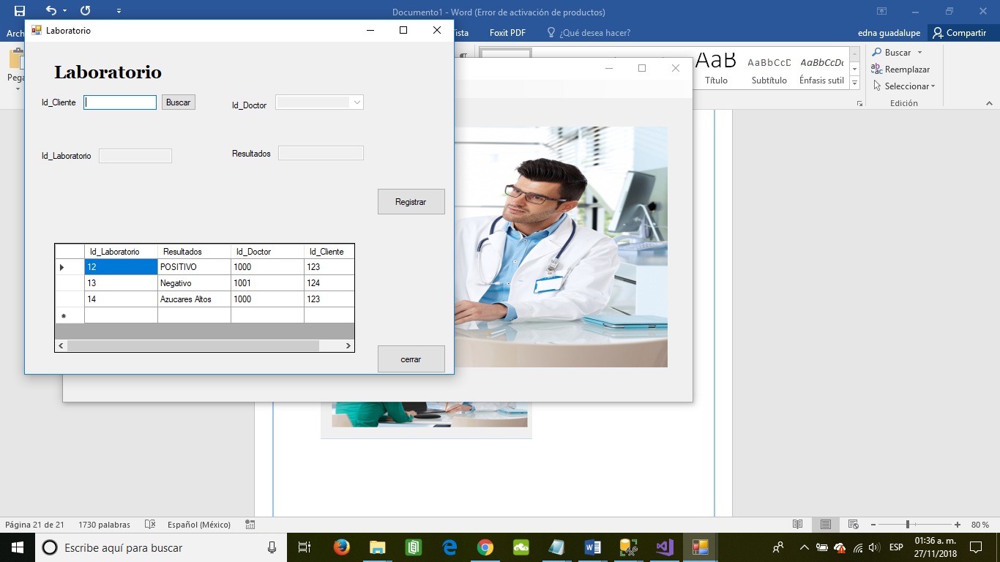 Documento1 - Word (Error de activación de productos)
Arch
ista
Foxit PDF
¿Qué desea hacer?
edna guadalupe
Compartir
Pega
AaB
AaBbCcD
AaBbCcDc
Título
Subtítulo
Énfasis sutil
Buscar
Reemplazar
Seleccionar
Edición
Laboratorio
Laboratorio
Id_Cliente
Buscar
Id_Doctor
Id_Laboratorio
Resultados
Registrar
Id_Laboratorio Resultados Id_Doctor Id_Cliente
12 POSITIVO 1000 123
13 Negativo 1001 124
14 Azucares Altos 1000 123
cerrar
Página 21 de 21 1730 palabras Español (México) 80 %
Escribe aquí para buscar
ESP
01:36 a. m.
27/11/2018